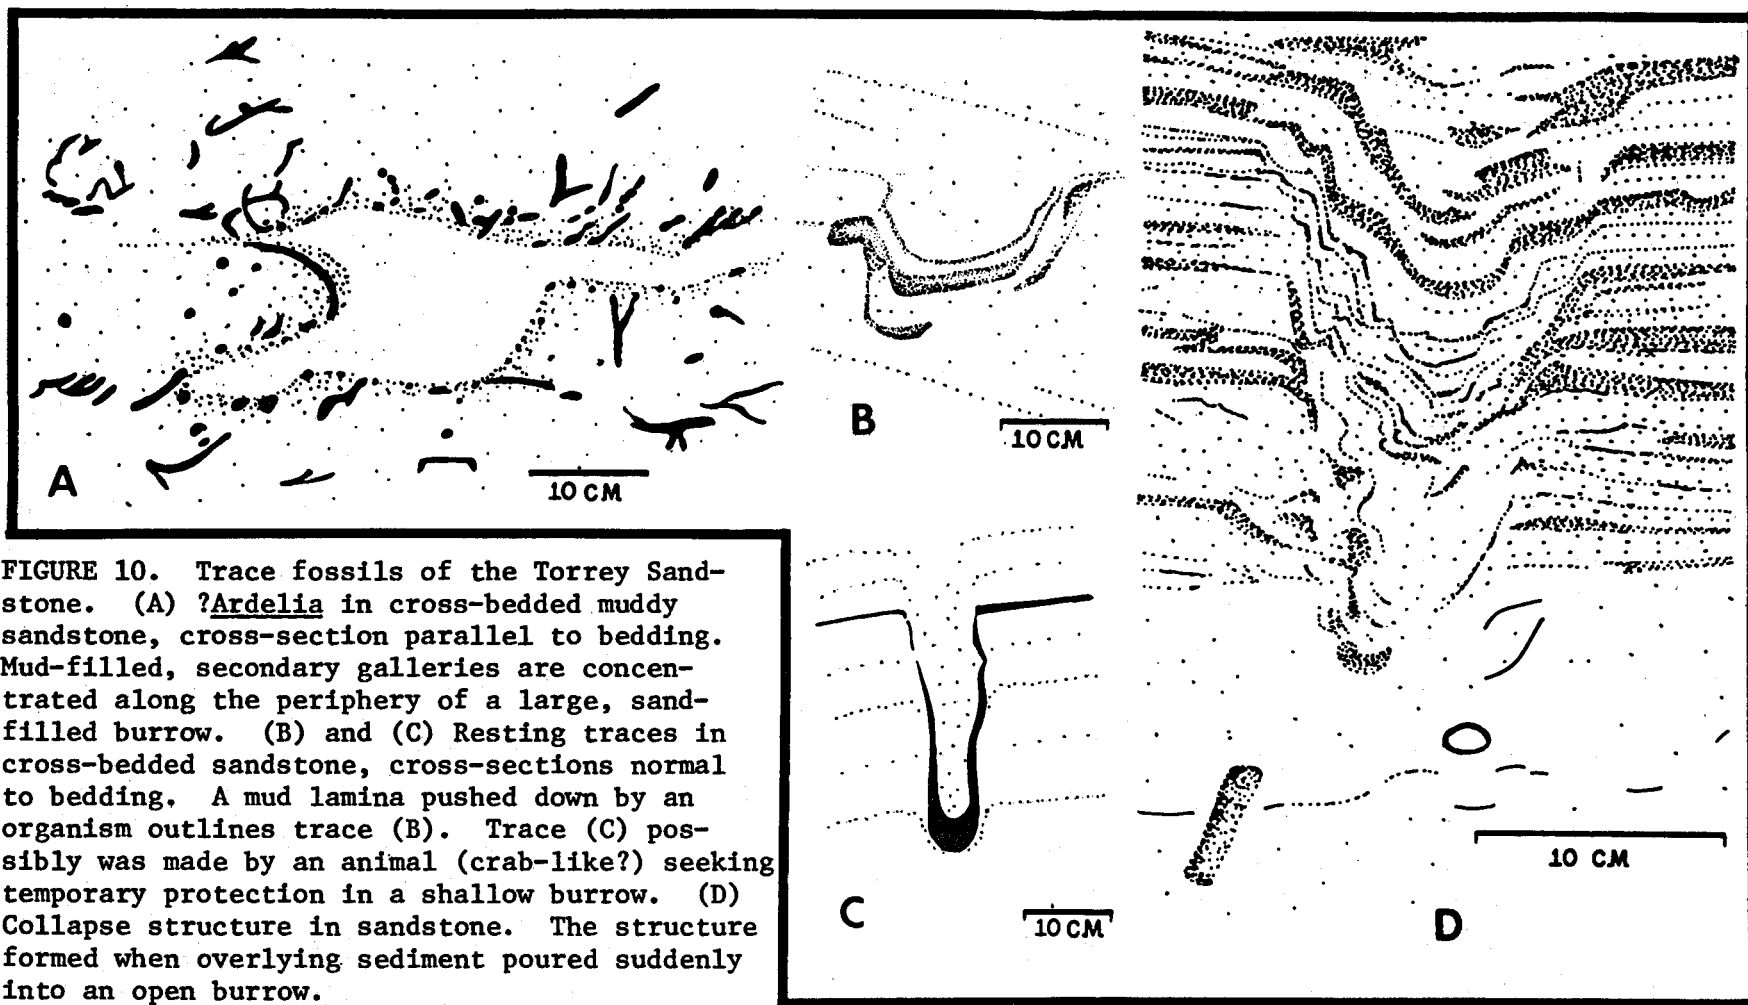 A
10 CM
B
10 CM
C
10 CM
D
10 CM
FIGURE 10. Trace fossils of the Torrey Sand-
stone. (A) ?Ardelia in cross-bedded muddy
sandstone, cross-section parallel to bedding.
Mud-filled, secondary galleries are concen-
trated along the periphery of a large, sand-
filled burrow. (B) and (C) Resting traces in
cross-bedded sandstone, cross-sections normal
to bedding. A mud lamina pushed down by an
organism outlines trace (B). Trace (C) pos-
sibly was made by an animal (crab-like?) seeking
temporary protection in a shallow burrow. (D)
Collapse structure in sandstone. The structure
formed when overlying sediment poured suddenly
into an open burrow.